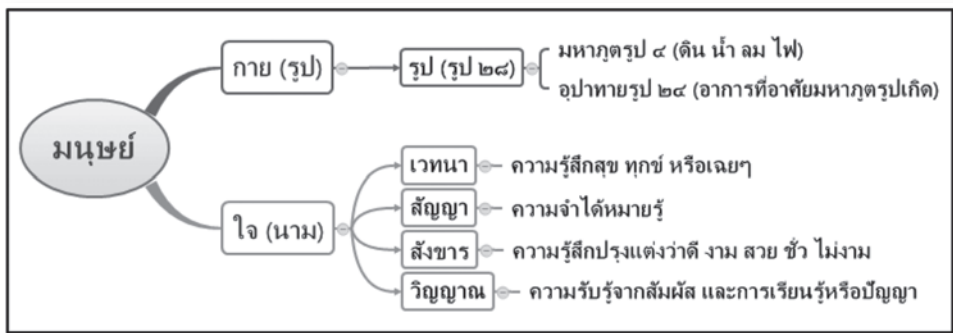 มนุษย์
กาย (รูป)
รูป (รูป ๒๘)
มหาภูตรูป ๔ (ดิน น้ำ ลม ไฟ)
อุปาทายรูป ๒๔ (อาการที่อาศัยมหาภูตรูปเกิด)
ใจ (นาม)
เวทนา
ความรู้สึกสุข ทุกข์ หรือเฉยๆ
สัญญา
ความจำได้หมายรู้
สังขาร
ความรู้สึกปรุงแต่งว่าดี งาม สวย ชั่ว ไม่งาม
วิญญาณ
ความรับรู้จากสัมผัส และการเรียนรู้หรือปัญญา